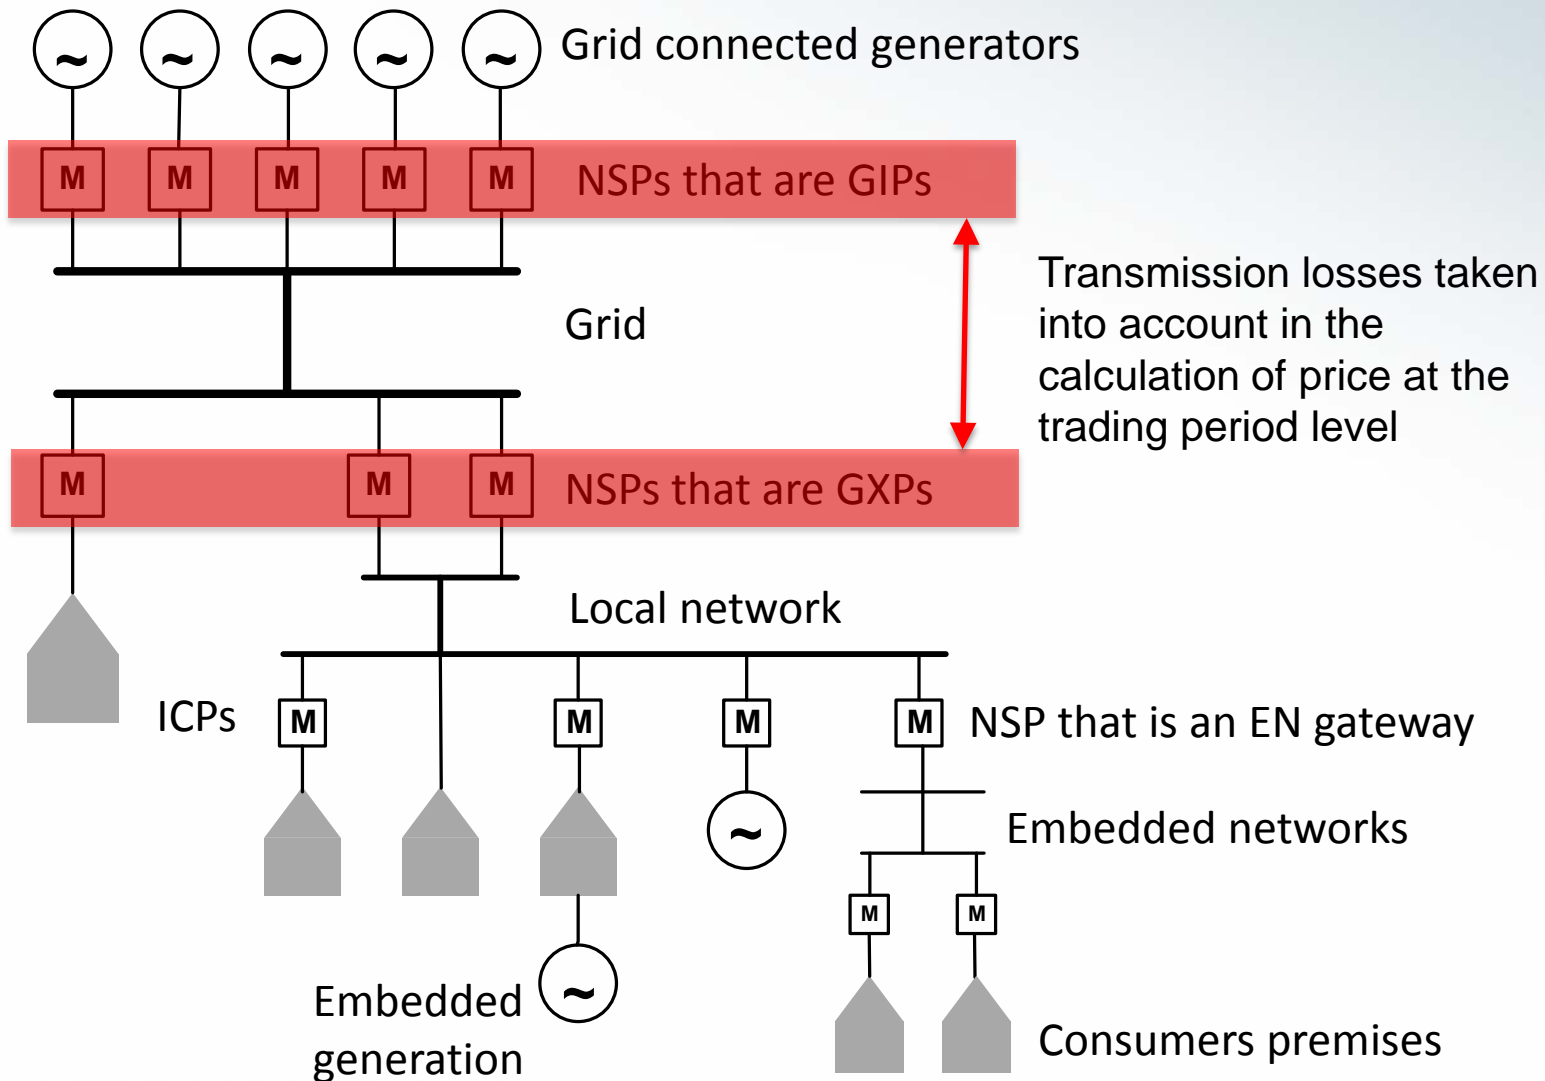 ~ ~ ~ ~ ~ Grid connected generators
M M M M M NSPs that are GIPs
Transmission losses taken
into account in the
calculation of price at the
trading period level
Grid
M M M NSPs that are GXPs
Local network
ICPs M M M M NSP that is an EN gateway
~
Embedded networks
M M
~
Embedded
generation
Consumers premises